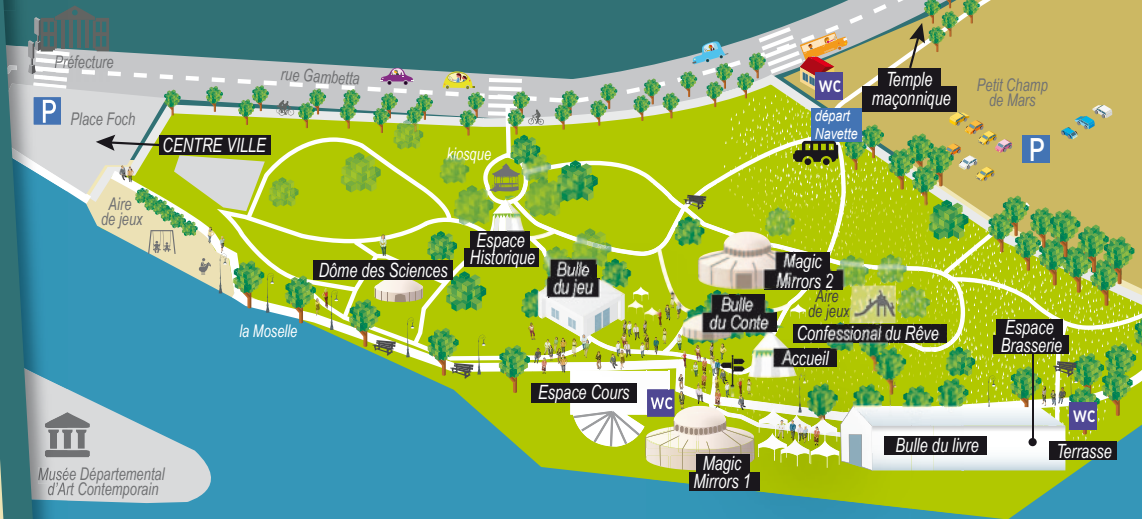 Préfecture
rue Gambetta
P
Place Foch
CENTRE VILLE
kiosque
WC
départ
Navette
Temple
maçonnique
Petit Champ
de Mars
P
Aire
de jeux
Espace
Historique
Dôme des Sciences
Bulle
du jeu
Magic
Mirrors 2
Bulle
du Conte
Aire
de jeux
Confessional du Rêve
Espace
Brasserie
Accueil
la Moselle
Espace Cours
WC
WC
Bulle du livre
Terrasse
Magic
Mirrors 1
Musée Départemental
d'Art Contemporain